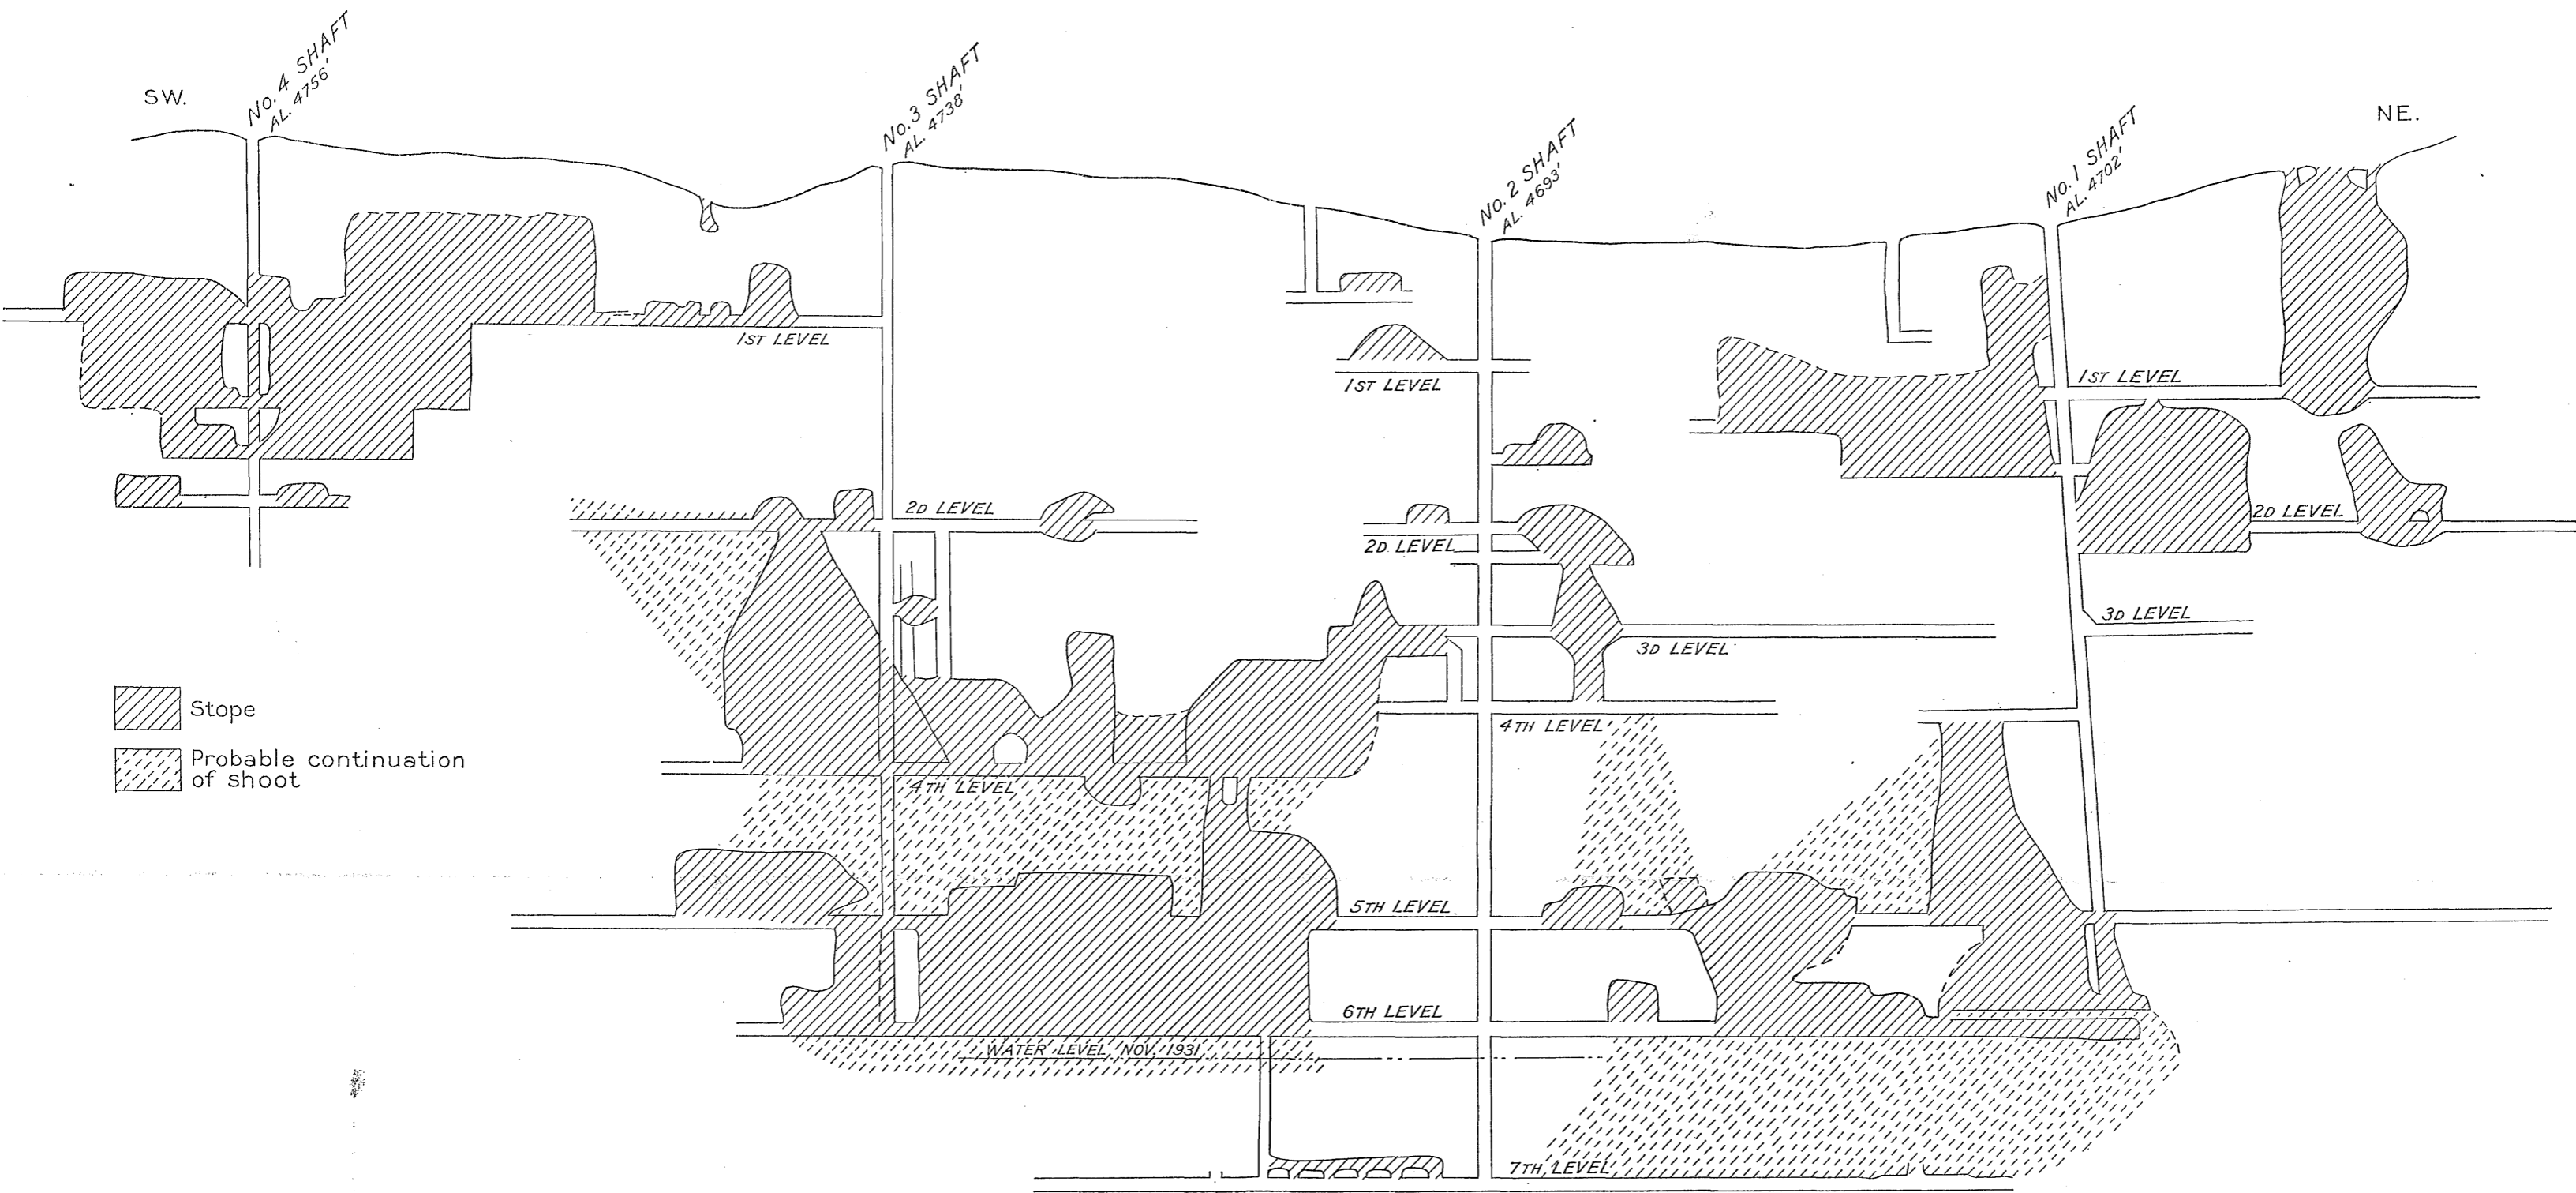 SW.
No. 4 SHAFT
AL. 4756'
No. 3 SHAFT
AL. 4738'
No. 2 SHAFT
AL. 4693'
No. 1 SHAFT
AL. 4702'
NE.
1ST LEVEL
1ST LEVEL
1ST LEVEL
2D LEVEL
2D LEVEL
2D LEVEL
3D LEVEL
3D LEVEL
Stope
Probable continuation
of shoot
4TH LEVEL
4TH LEVEL
5TH LEVEL
6TH LEVEL
WATER LEVEL NOV. 1931
7TH LEVEL